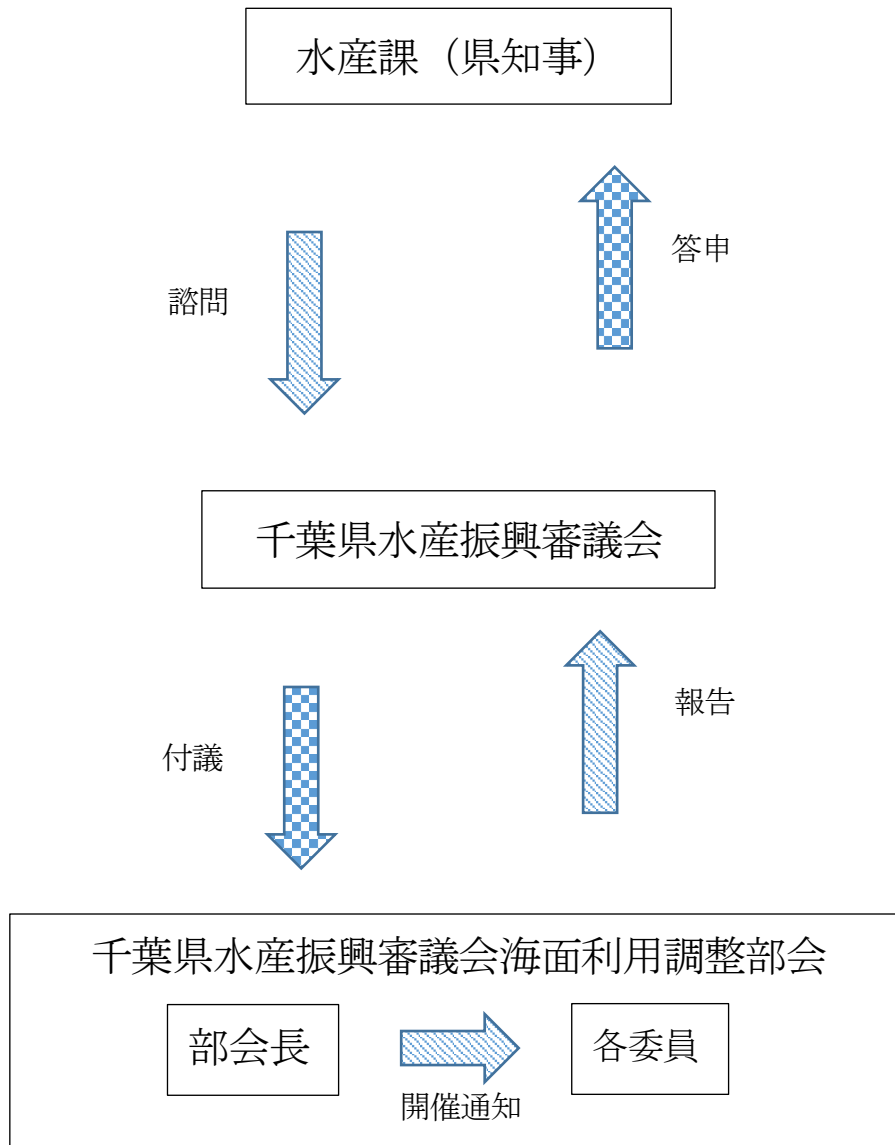 水産課（県知事）
答申
諮問
千葉県水産振興審議会
報告
付議
千葉県水産振興審議会海面利用調整部会
部会長
各委員
開催通知